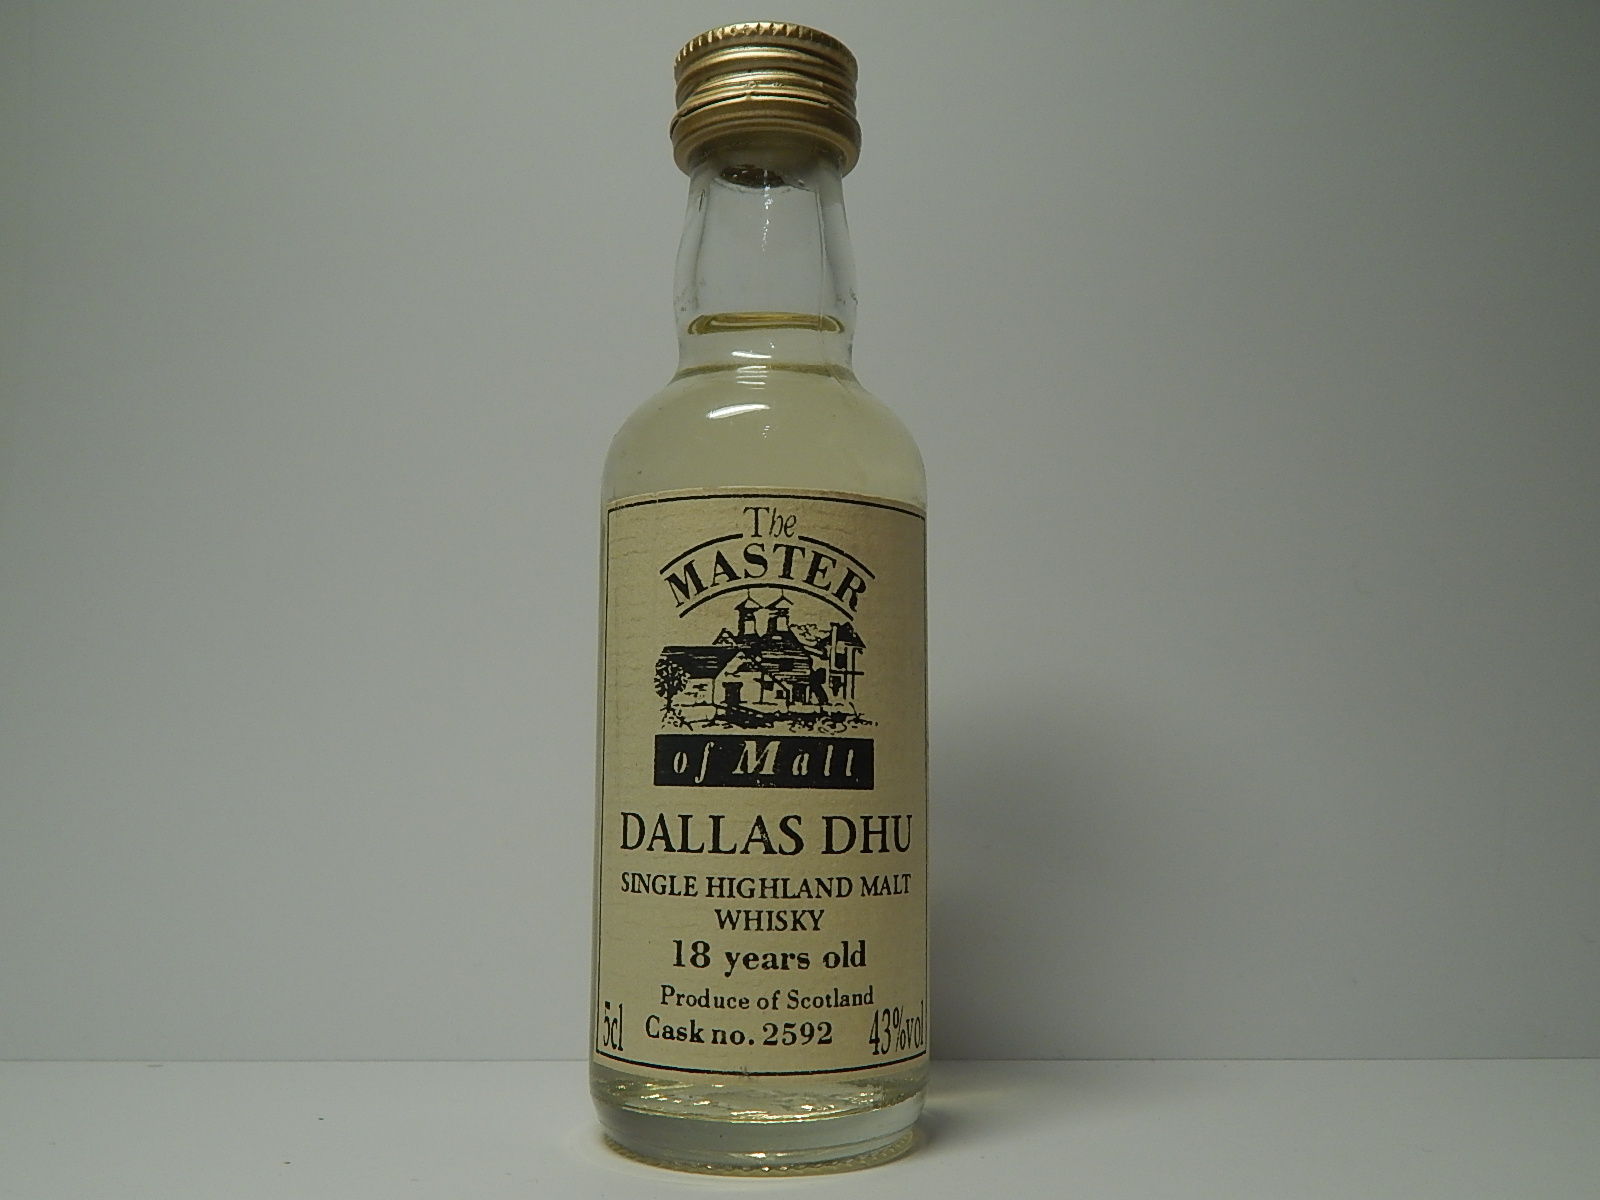 The
MASTER
of Malt
DALLAS DHU
SINGLE HIGHLAND MALT
WHISKY
18 years old
Produce of Scotland
5cl Cask no. 2592 43%vol